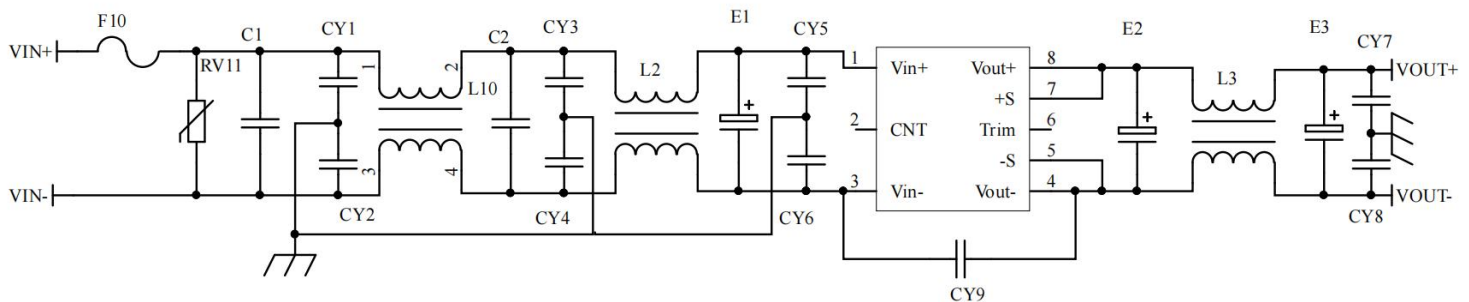 F10
C1
CY1
C2
CY3
E1
CY5
E2
E3
CY7
VIN+
RV11
1
2
L10
L2
1
Vin+
Vout+
8
L3
VOUT+
+S
7
2
CNT
Trim
6
-S
5
3
4
3
Vin-
Vout-
4
VIN-
CY2
CY4
CY6
CY8
VOUT-
CY9